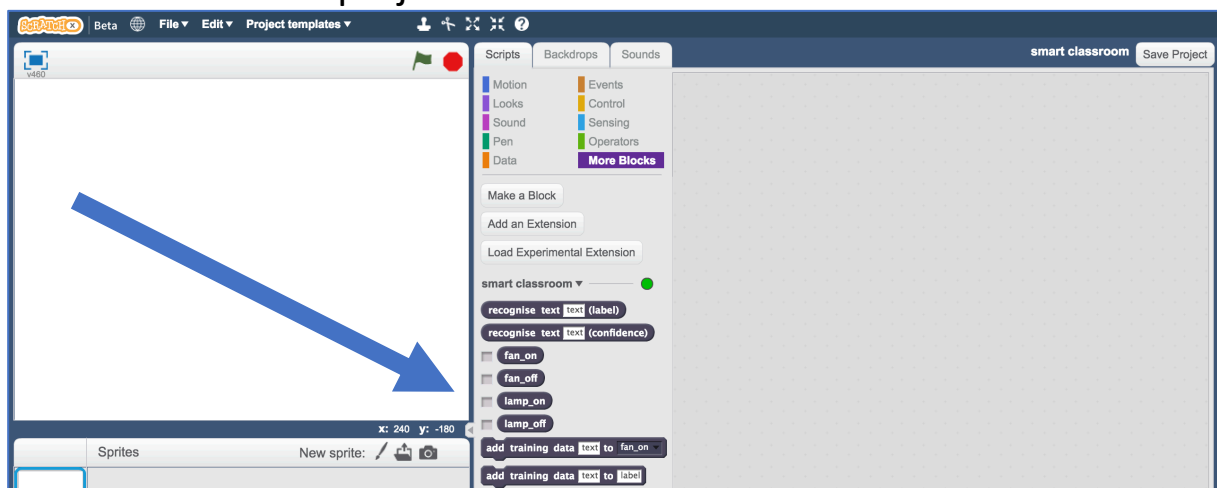 SCRATCHX Beta File Edit Project templates
v460
Scripts Backdrops Sounds
smart classroom Save Project
Motion Events
Looks Control
Sound Sensing
Pen Operators
Data More Blocks
Make a Block
Add an Extension
Load Experimental Extension
smart classroom
recognise text text (label)
recognise text text (confidence)
fan_on
fan_off
lamp_on
lamp_off
add training data text to fan_on
add training data text to label
x: 240 y: -180
Sprites New sprite: